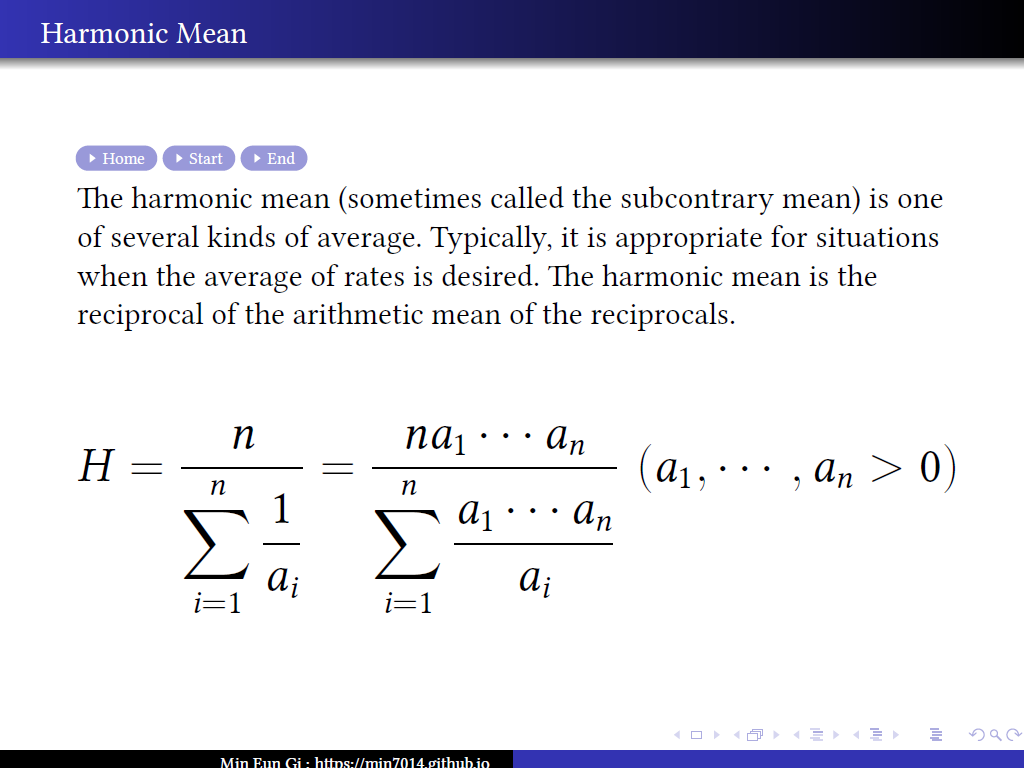 Harmonic Mean
Home Start End
The harmonic mean (sometimes called the subcontrary mean) is one
of several kinds of average. Typically, it is appropriate for situations
when the average of rates is desired. The harmonic mean is the
reciprocal of the arithmetic mean of the reciprocals.
H = \frac{n}{\sum_{i=1}^{n} \frac{1}{a_i}} = \frac{n a_1 \cdots a_n}{\sum_{i=1}^{n} \frac{a_1 \cdots a_n}{a_i}} (a_1, \cdots, a_n > 0)
Min Eun Gi : https://min7014.github.io